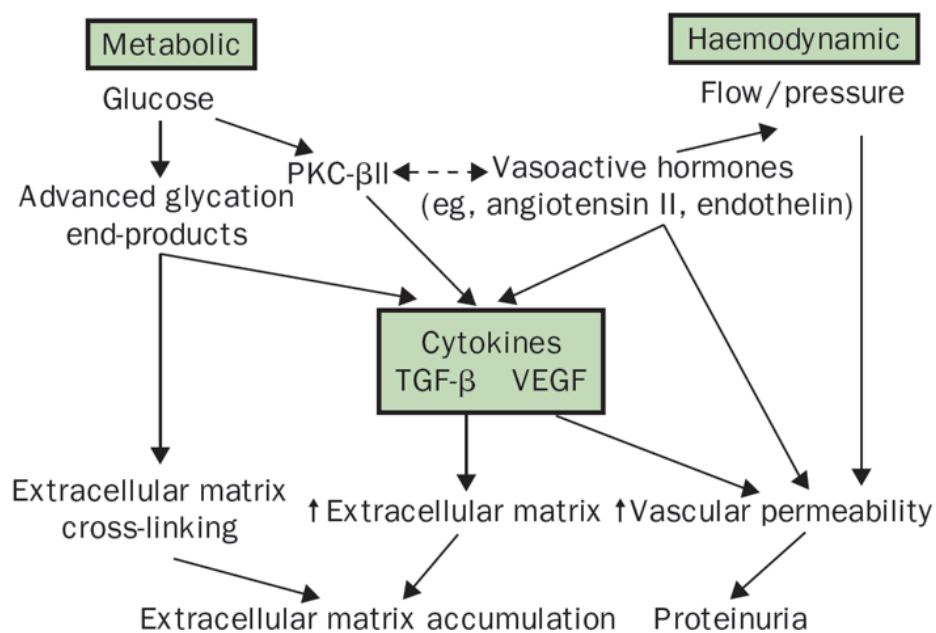 Metabolic
Haemodynamic
Glucose
Flow/pressure
PKC-βII
Vasoactive hormones
(eg, angiotensin II, endothelin)
Advanced glycation
end-products
Cytokines
TGF-β VEGF
Extracellular matrix
cross-linking
↑Extracellular matrix
↑Vascular permeability
Extracellular matrix accumulation
Proteinuria